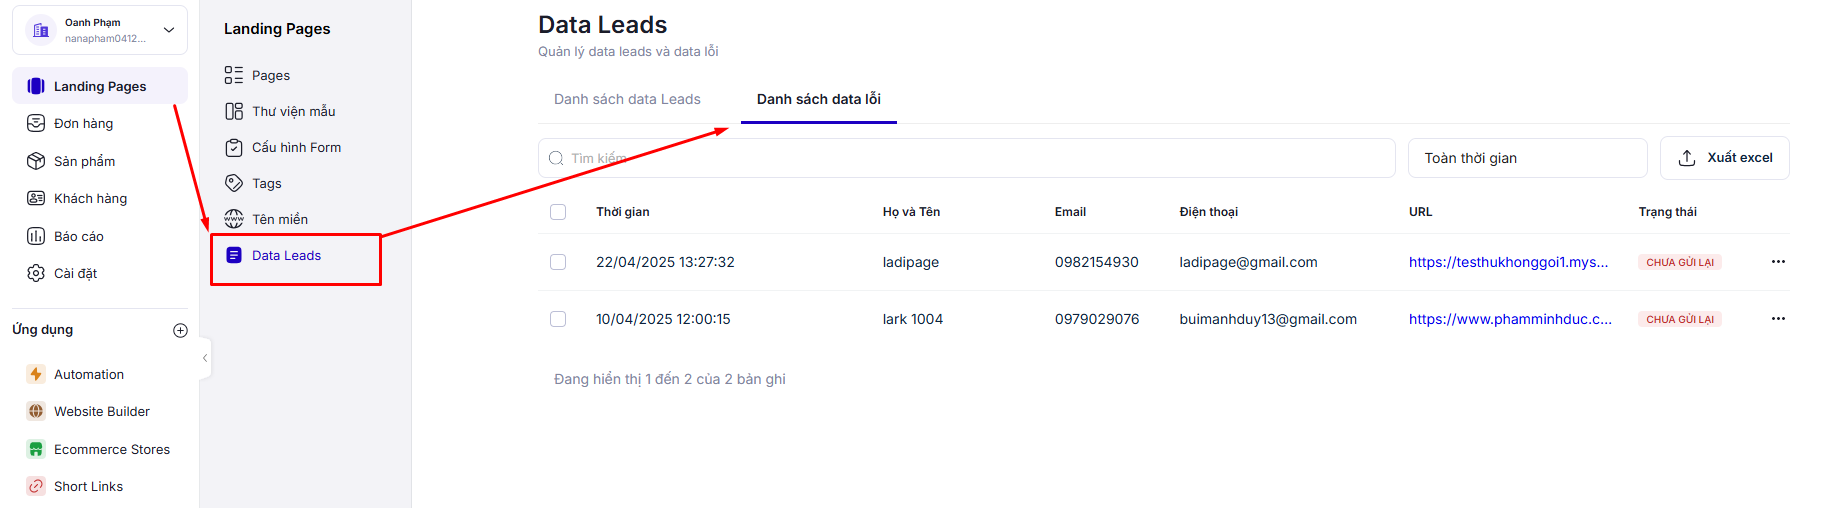 Oanh Phạm
nanapham0412...
Landing Pages
Đơn hàng
Sản phẩm
Khách hàng
Báo cáo
Cài đặt
Ứng dụng
Automation
Website Builder
Ecommerce Stores
Short Links
Landing Pages
Pages
Thư viện mẫu
Cấu hình Form
Tags
Tên miền
Data Leads
Data Leads
Quản lý data leads và data lỗi
Danh sách data Leads Danh sách data lỗi
Tìm kiếm Toàn thời gian Xuất excel
Thời gian Họ và Tên Email Điện thoại URL Trạng thái
22/04/2025 13:27:32 ladipage 0982154930 ladipage@gmail.com https://testhukhonggoi1.mys... CHƯA GỬI LẠI
10/04/2025 12:00:15 lark 1004 0979029076 buimanhduy13@gmail.com https://www.phamminhduc.c... CHƯA GỬI LẠI
Đang hiển thị 1 đến 2 của 2 bản ghi